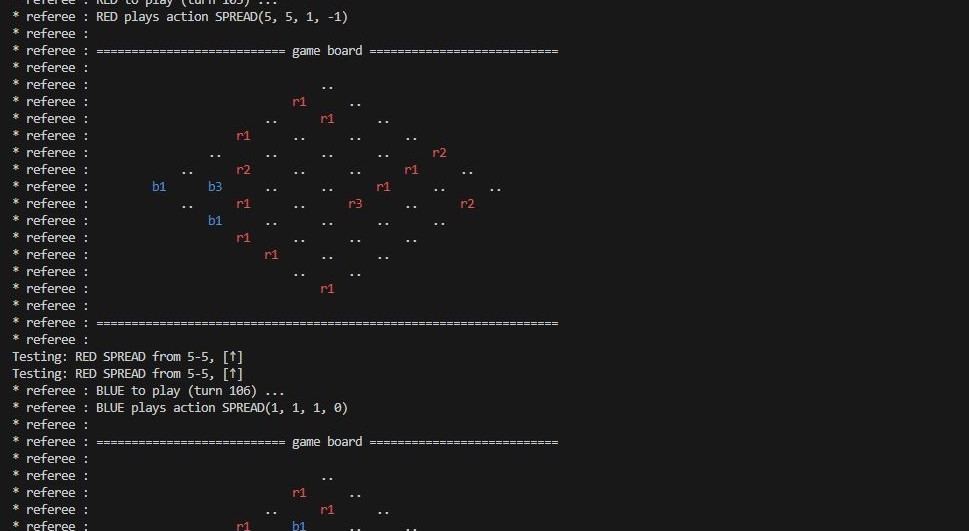 * referee : RED to play (turn 105) ...
* referee : RED plays action SPREAD(5, 5, 1, -1)
* referee :
* referee : =========================== game board ===========================
* referee :
* referee :                                  ..
* referee :                              r1      ..
* referee :                          ..      r1      ..
* referee :                      r1      ..      ..      ..
* referee :                  ..      ..      ..      ..      r2
* referee :              ..      r2      ..      ..      r1      ..
* referee :          b1      b3      ..      ..      r1      ..      ..
* referee :              ..      r1      ..      r3      ..      r2
* referee :                  b1      ..      ..      ..      ..
* referee :                      r1      ..      ..      ..
* referee :                          r1      ..      ..
* referee :                              ..      ..
* referee :                                  r1
* referee :
* referee : ==================================================================
* referee :
Testing: RED SPREAD from 5-5, [↑]
Testing: RED SPREAD from 5-5, [↑]
* referee : BLUE to play (turn 106) ...
* referee : BLUE plays action SPREAD(1, 1, 1, 0)
* referee :
* referee : =========================== game board ===========================
* referee :
* referee :                                  ..
* referee :                              r1      ..
* referee :                          ..      r1      ..
* referee :                      r1      b1      ..      ..